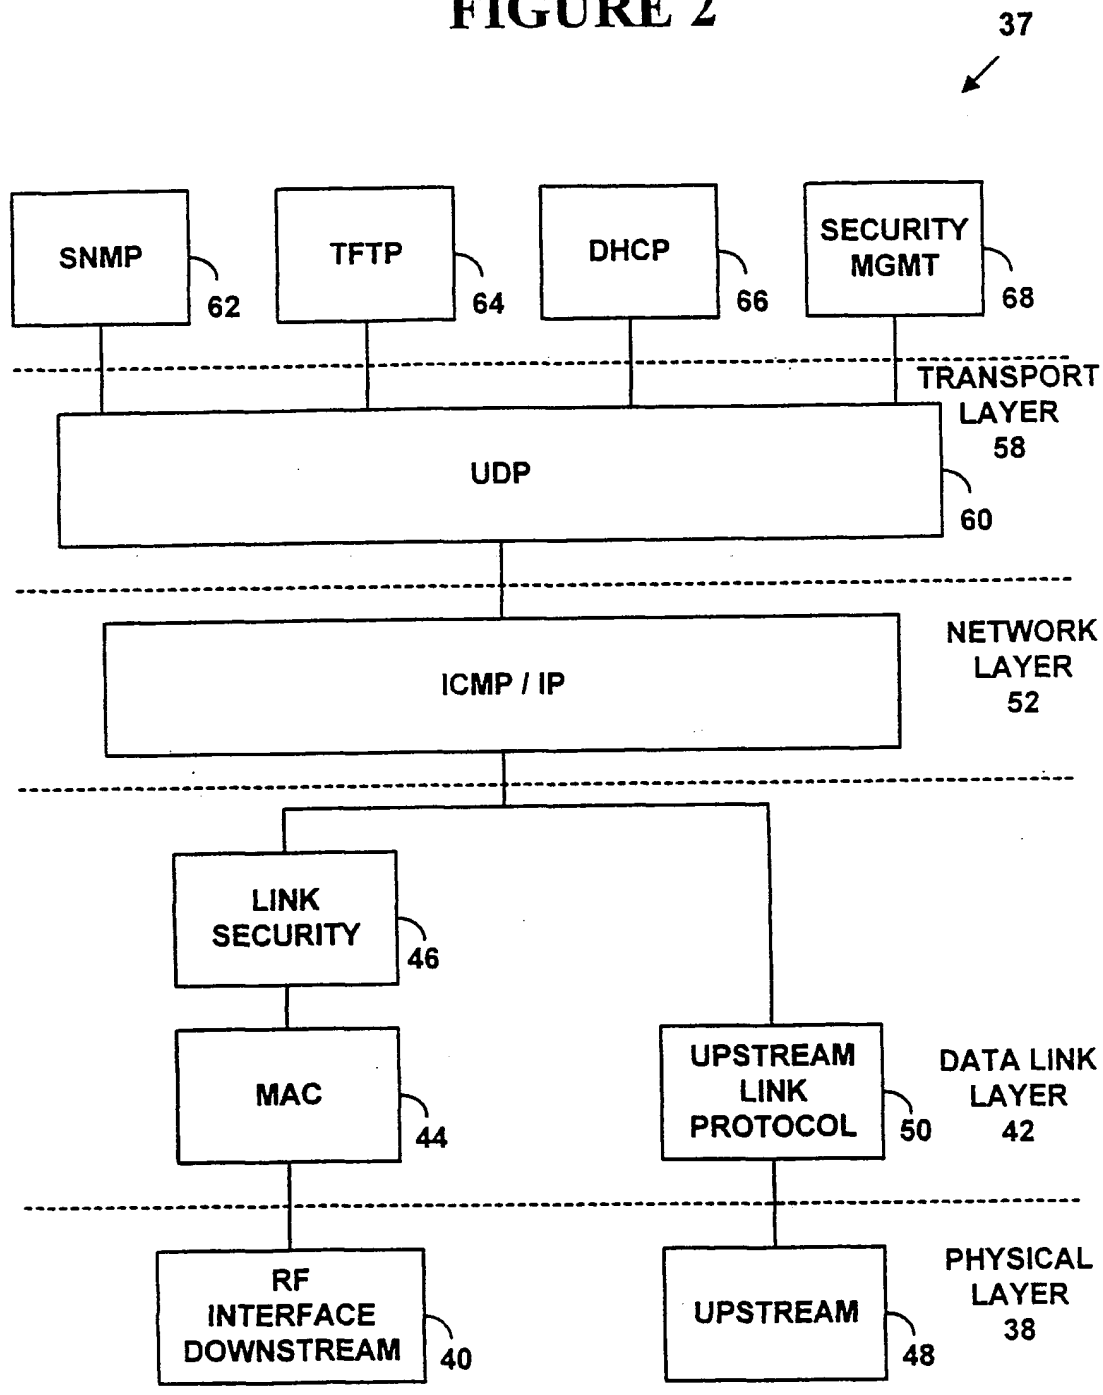 FIGURE 2
37
SNMP
62
TFTP
64
DHCP
66
SECURITY
MGMT
68
TRANSPORT
LAYER
58
UDP
60
NETWORK
LAYER
52
ICMP / IP
LINK
SECURITY
46
MAC
44
UPSTREAM
LINK
PROTOCOL
50
DATA LINK
LAYER
42
RF
INTERFACE
DOWNSTREAM
40
UPSTREAM
48
PHYSICAL
LAYER
38